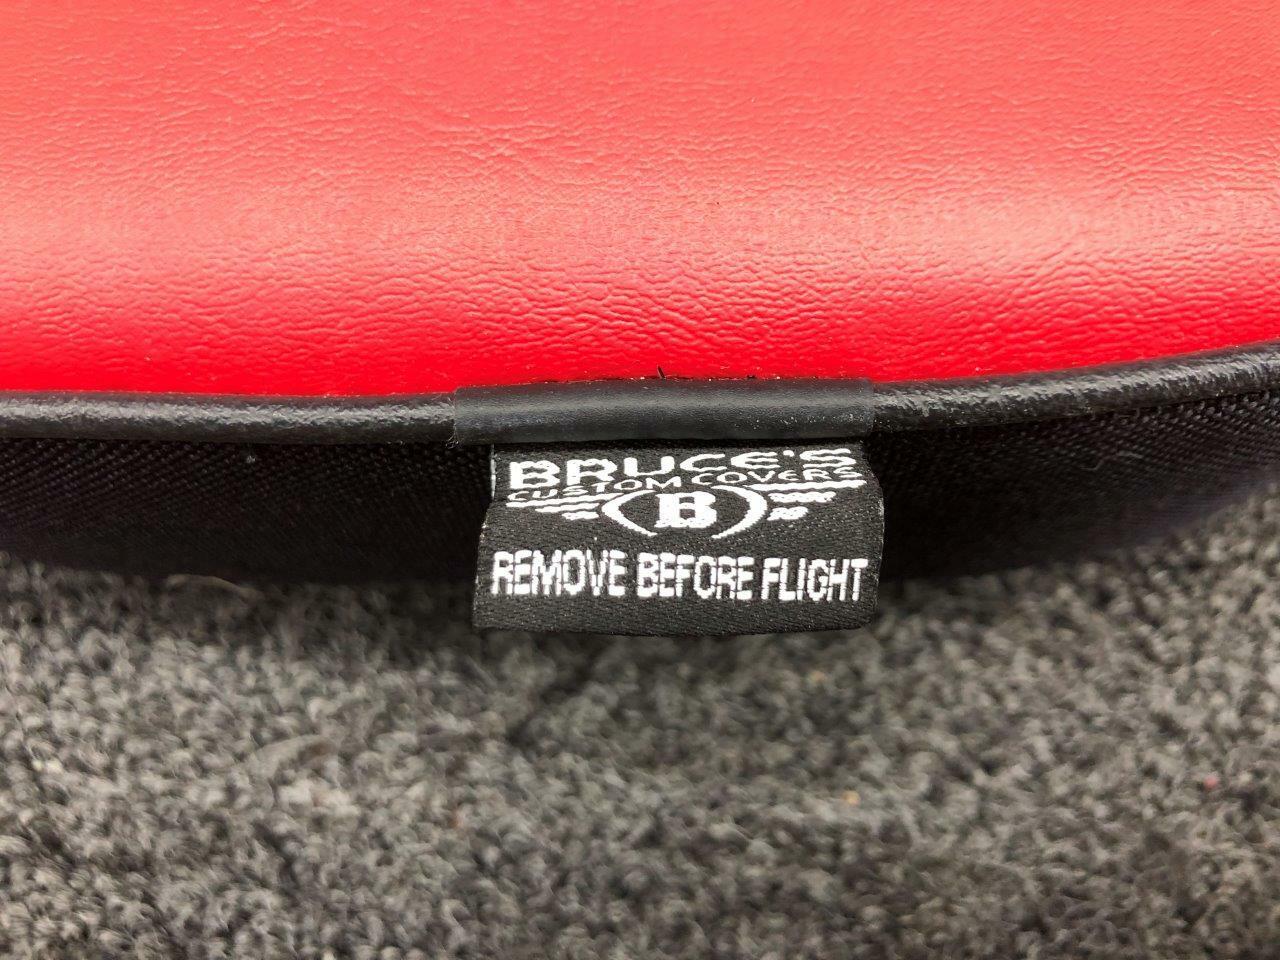 BRUCE'S
CUSTOM COVERS
B
REMOVE BEFORE FLIGHT